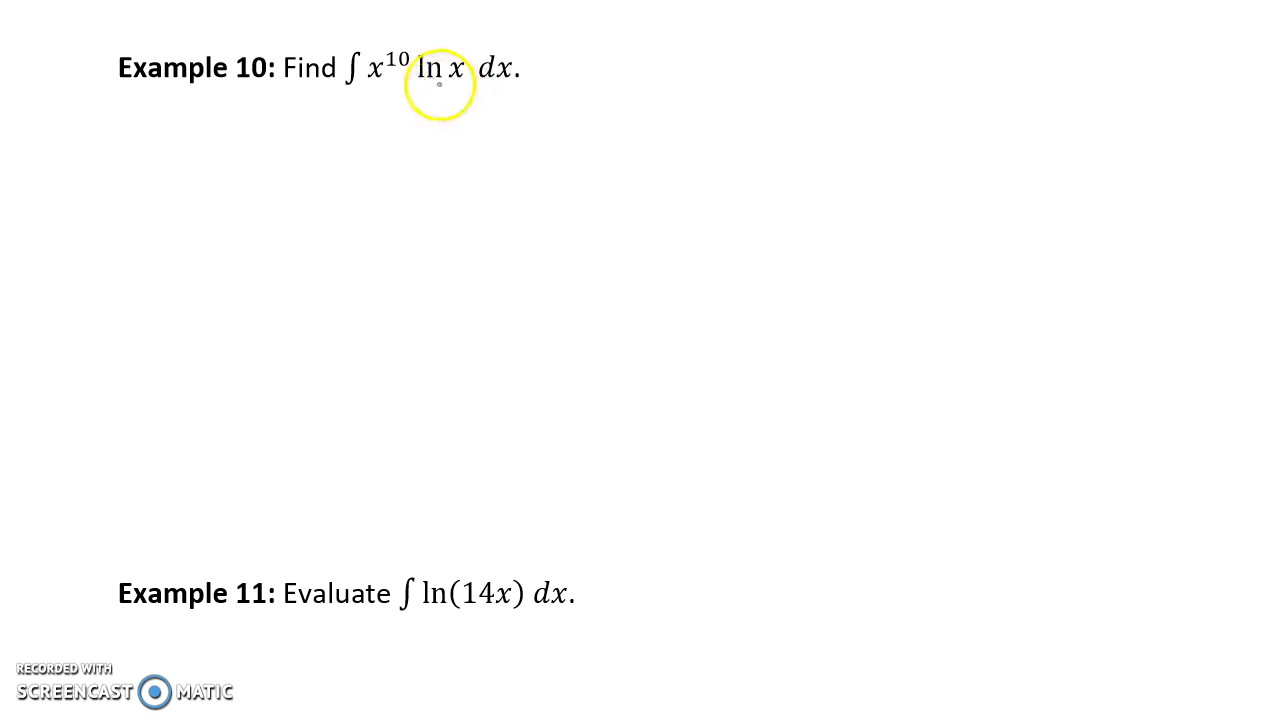 Example 10: Find ∫ x¹⁰ ln x dx.
Example 11: Evaluate ∫ ln(14x) dx.
RECORDED WITH
SCREENCAST MATIC